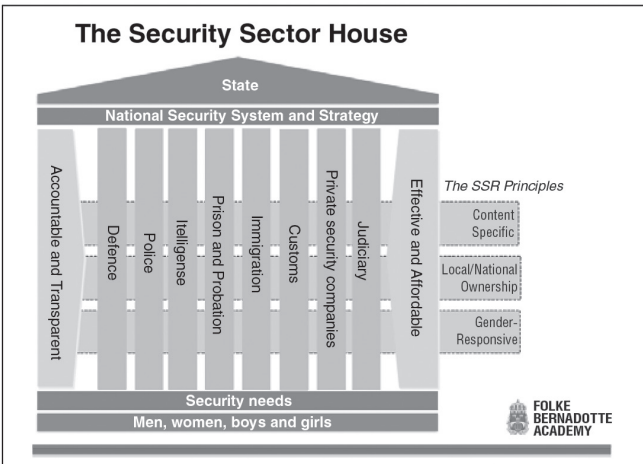 The Security Sector House
State
National Security System and Strategy
Accountable and Transparent
Defence
Police
Itelligense
Prison and Probation
Immigration
Customs
Private security companies
Judiciary
Effective and Affordable
The SSR Principles
Content
Specific
Local/National
Ownership
Gender-
Responsive
Security needs
Men, women, boys and girls
FOLKE
BERNADOTTE
ACADEMY